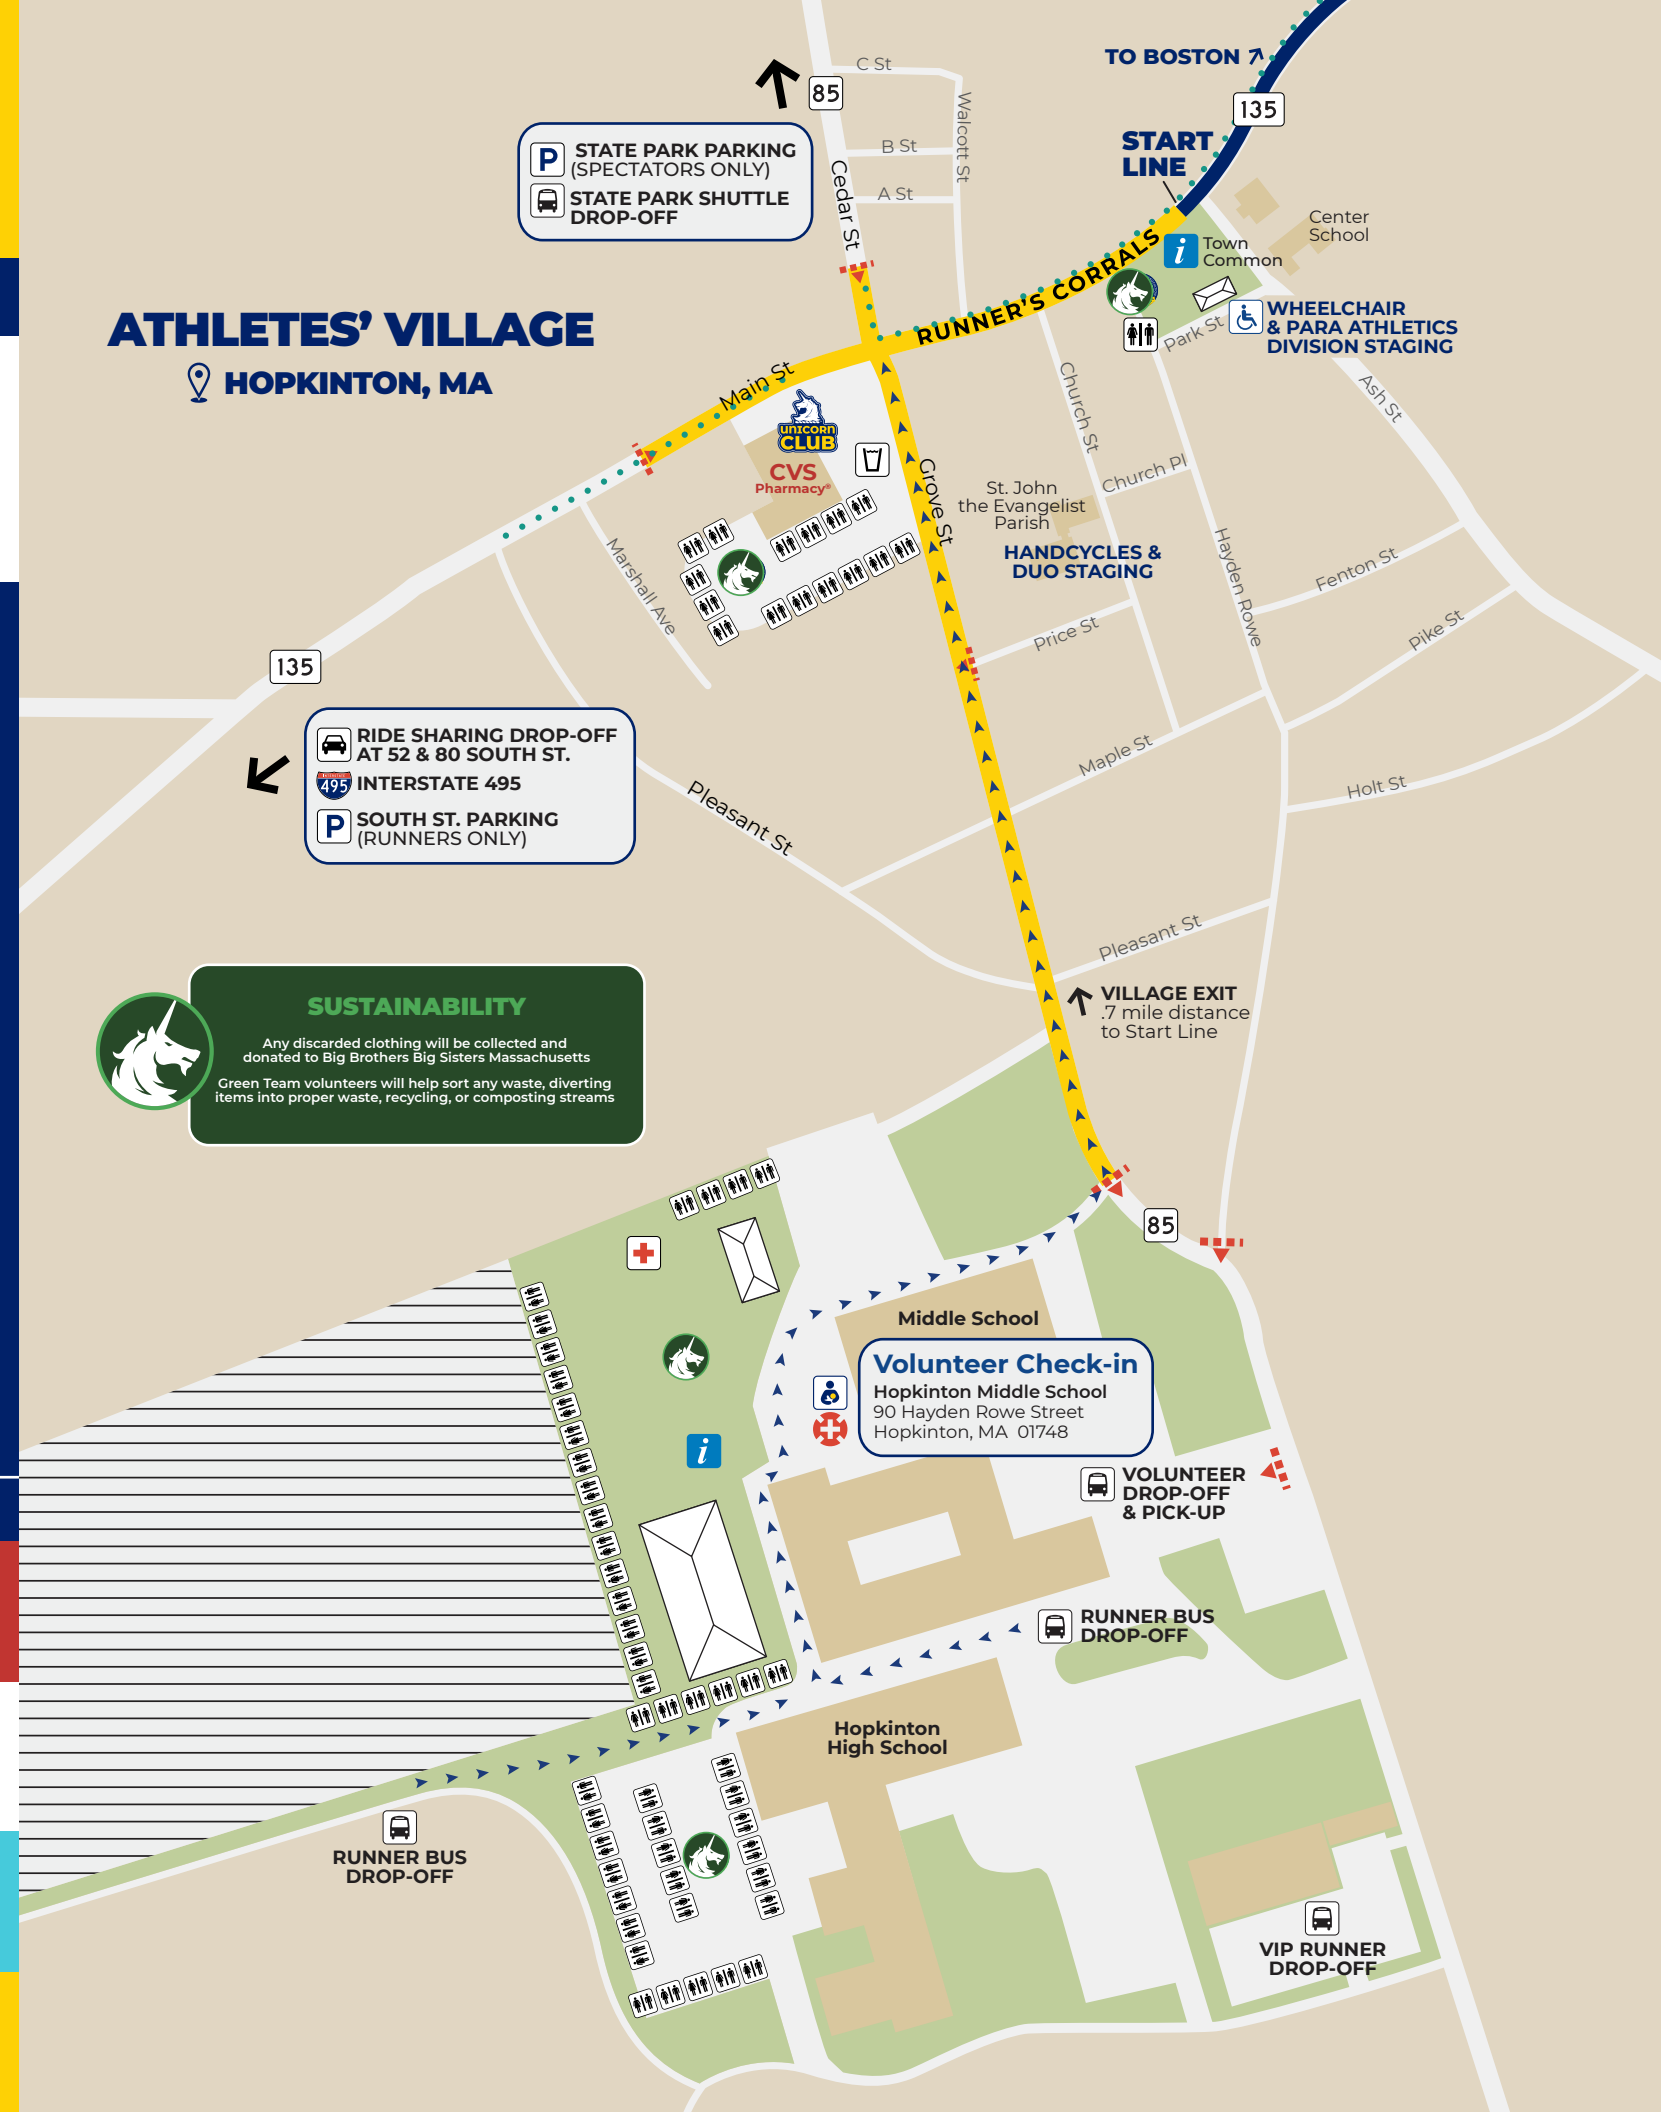 TO BOSTON
C St
85
135
Walcott St
START
LINE
B St
P
STATE PARK PARKING
(SPECTATORS ONLY)
STATE PARK SHUTTLE
DROP-OFF
Cedar St
A St
Center
School
i
Town
Common
RUNNER'S CORRALS
WHEELCHAIR
& PARA ATHLETICS
DIVISION STAGING
Park St
ATHLETES' VILLAGE
HOPKINTON, MA
Main St
Church St
Ash St
UNICORN
CLUB
CVS
Pharmacy®
Grove St
St. John
the Evangelist
Parish
Church Pl
HANDCYCLES &
DUO STAGING
Hayden Rowe
Marshall Ave
Fenton St
Price St
Pike St
135
RIDE SHARING DROP-OFF
AT 52 & 80 SOUTH ST.
495
INTERSTATE 495
P
SOUTH ST. PARKING
(RUNNERS ONLY)
Maple St
Holt St
Pleasant St
Pleasant St
VILLAGE EXIT
.7 mile distance
to Start Line
SUSTAINABILITY
Any discarded clothing will be collected and
donated to Big Brothers Big Sisters Massachusetts
Green Team volunteers will help sort any waste, diverting
items into proper waste, recycling, or composting streams
85
Middle School
Volunteer Check-in
Hopkinton Middle School
90 Hayden Rowe Street
Hopkinton, MA 01748
i
VOLUNTEER
DROP-OFF
& PICK-UP
RUNNER BUS
DROP-OFF
Hopkinton
High School
RUNNER BUS
DROP-OFF
VIP RUNNER
DROP-OFF